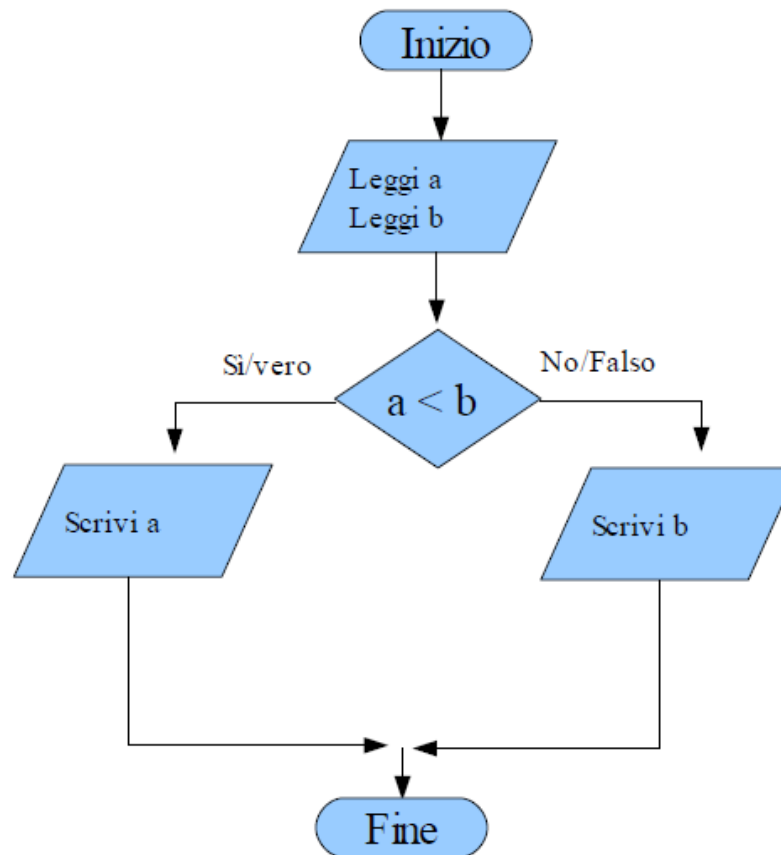 Inizio
Leggi a
Leggi b
Sì/vero
No/Falso
a < b
Scrivi a
Scrivi b
Fine